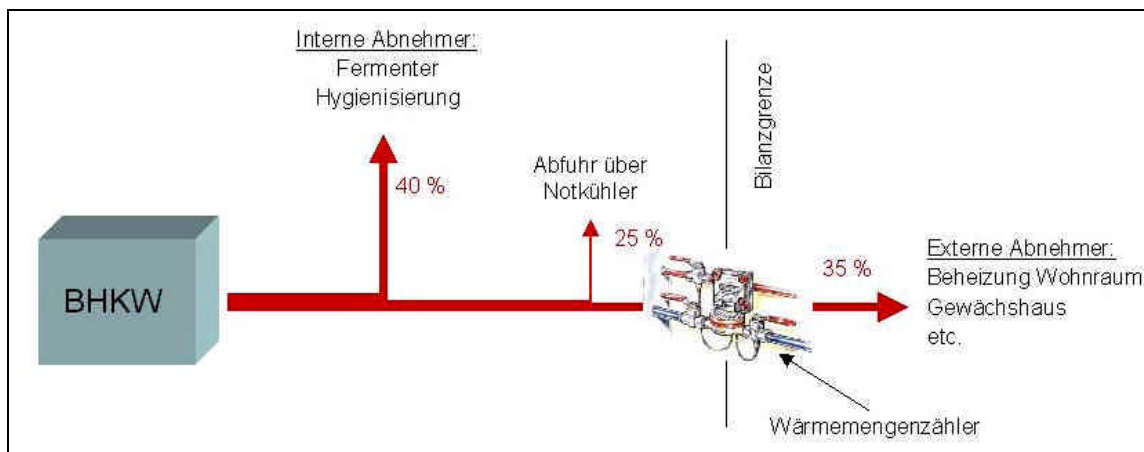 Interne Abnehmer:
Fermenter
Hygienisierung
40 %
Abfuhr über
Notkühler
25 %
Bilanzgrenze
35 %
Externe Abnehmer:
Beheizung Wohnraum
Gewächshaus
etc.
BHKW
Wärmemengenzähler